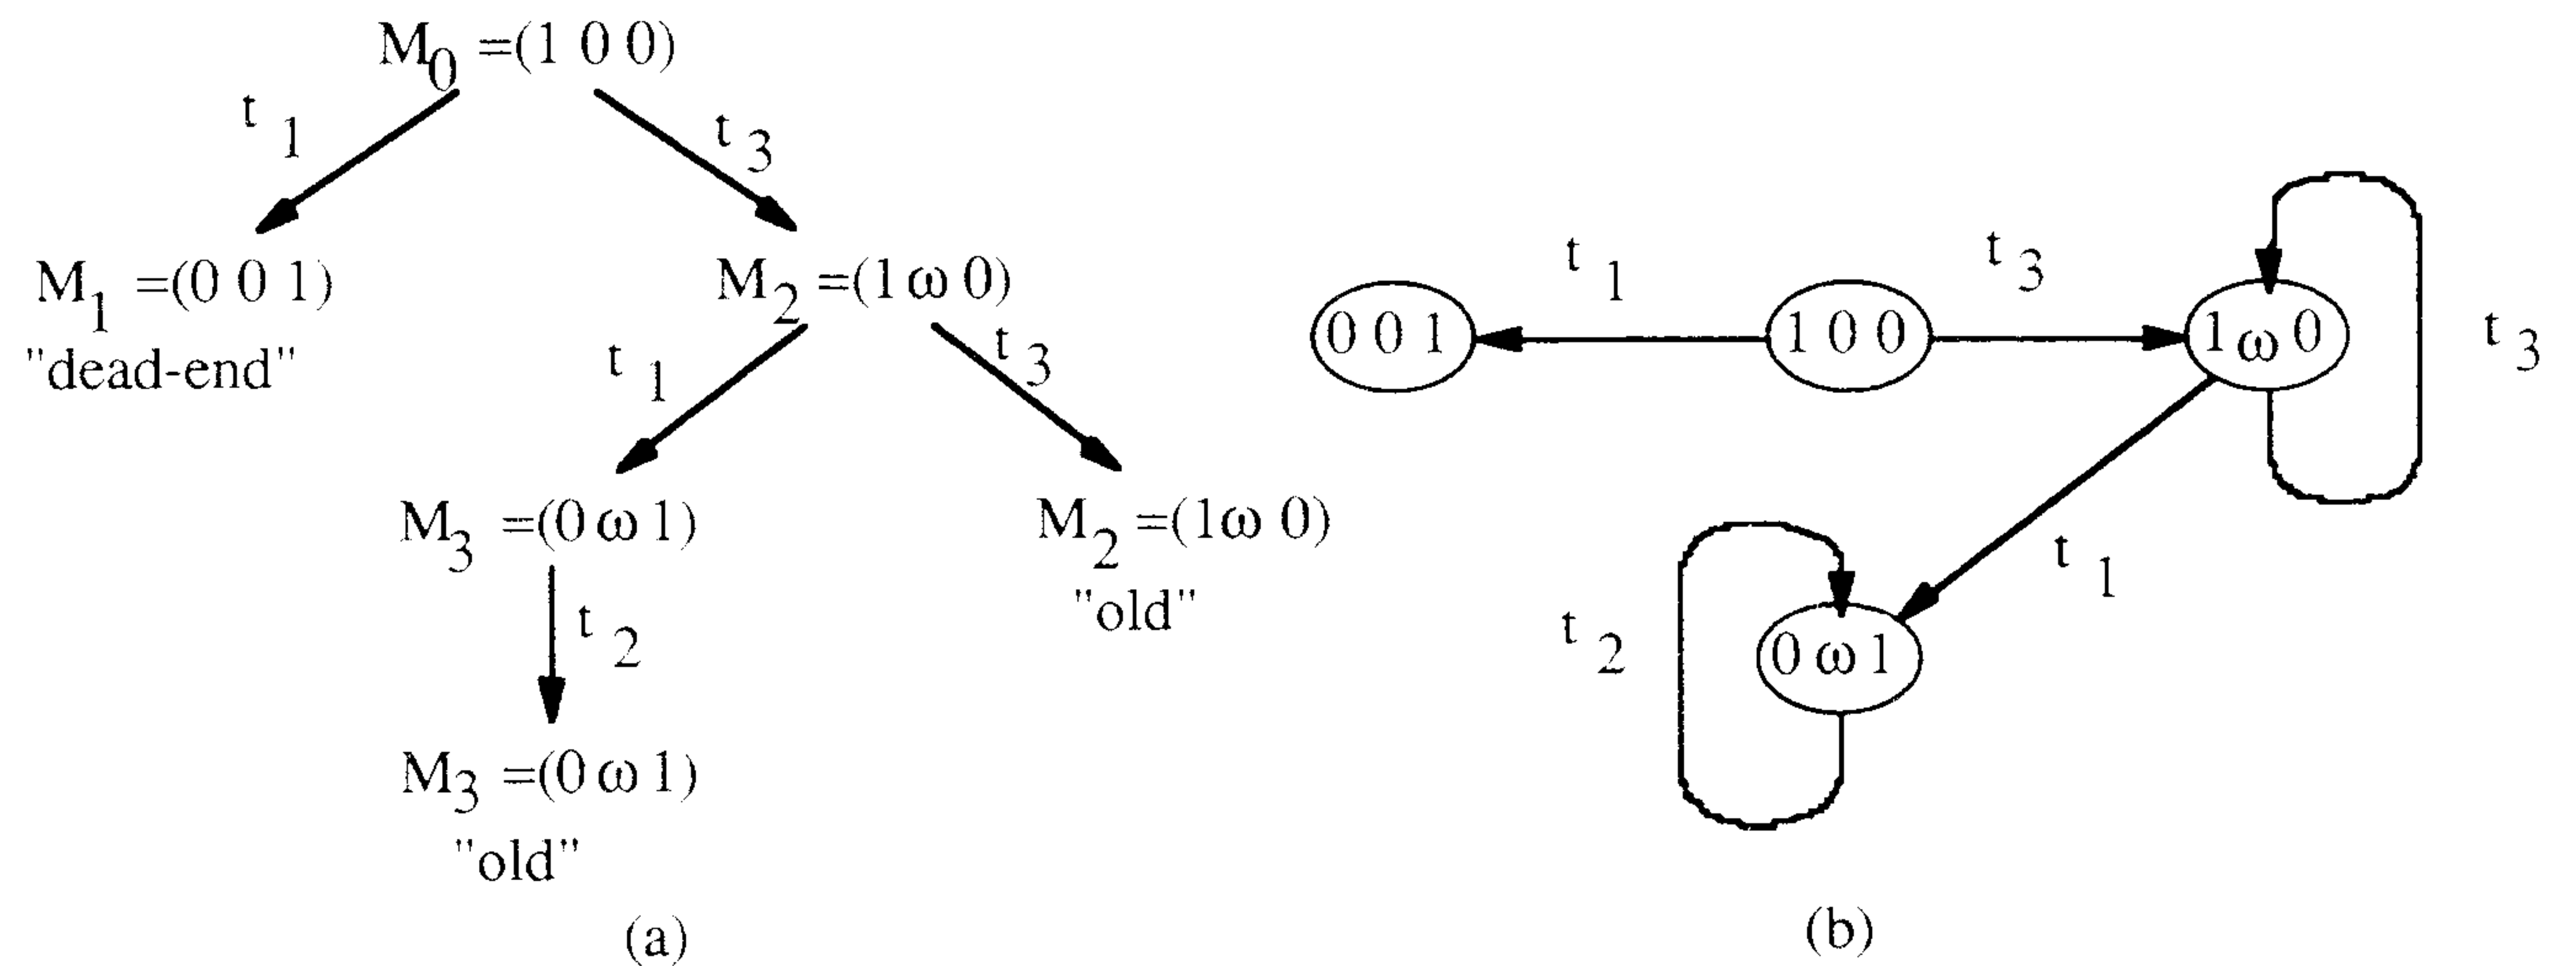 M0 =(1 0 0)
t1
t3
M1 =(0 0 1)
"dead-end"
M2 =(1 ω 0)
t1
t3
M3 =(0 ω 1)
M2 =(1 ω 0)
"old"
t2
M3 =(0 ω 1)
"old"
(a)
t1
t3
0 0 1
1 0 0
1 ω 0
t3
t1
t2
0 ω 1
(b)